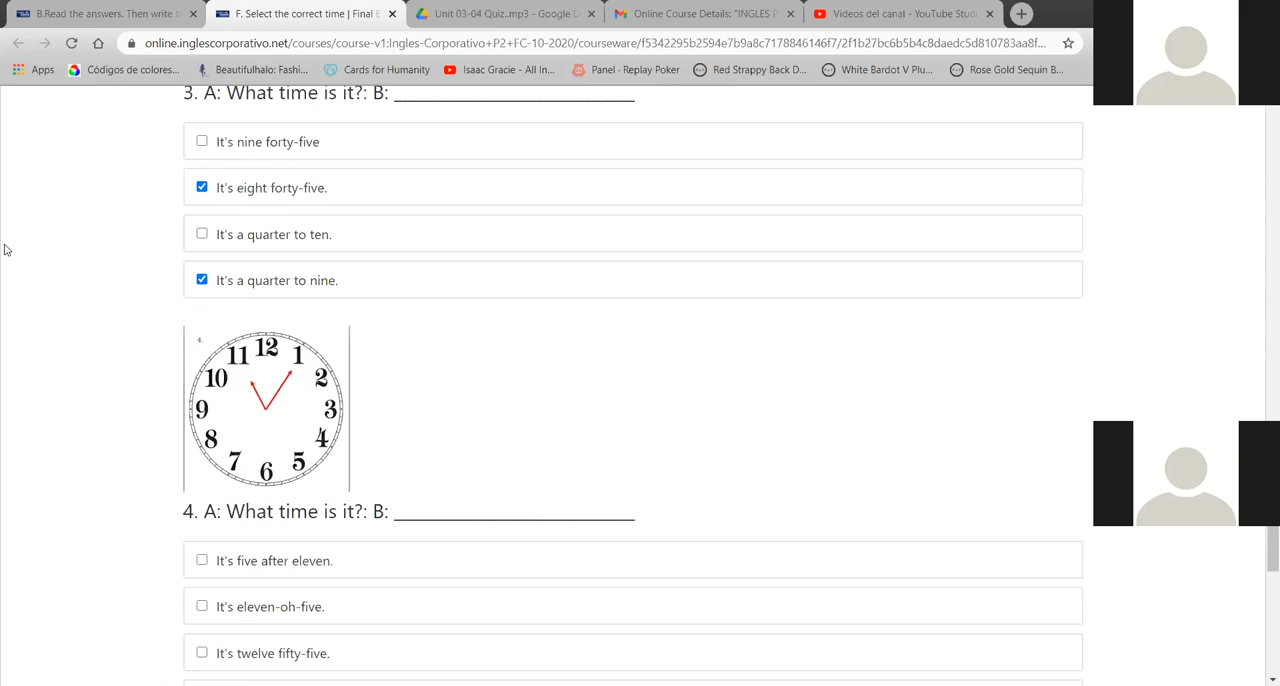 B.Read the answers. Then write t
F. Select the correct time | Final E
Unit 03-04 Quiz..mp3 - Google D
Online Course Details: "INGLES P
Videos del canal - YouTube Studi
online.inglescorporativo.net/courses/course-v1:Ingles-Corporativo+P2+FC-10-2020/courseware/f5342295b2594e7b9a8c7178846146f7/2f1b27bc6b5b4c8daedc5d810783aa8f...
Apps
Códigos de colores...
Beautifulhalo: Fashi...
Cards for Humanity
Isaac Gracie - All In...
Panel · Replay Poker
Red Strappy Back D...
White Bardot V Plu...
Rose Gold Sequin B...
3. A: What time is it?: B: ___________________________
It's nine forty-five
It's eight forty-five.
It's a quarter to ten.
It's a quarter to nine.
4.
12
1
2
3
4
5
6
7
8
9
10
11
4. A: What time is it?: B: ___________________________
It's five after eleven.
It's eleven-oh-five.
It's twelve fifty-five.